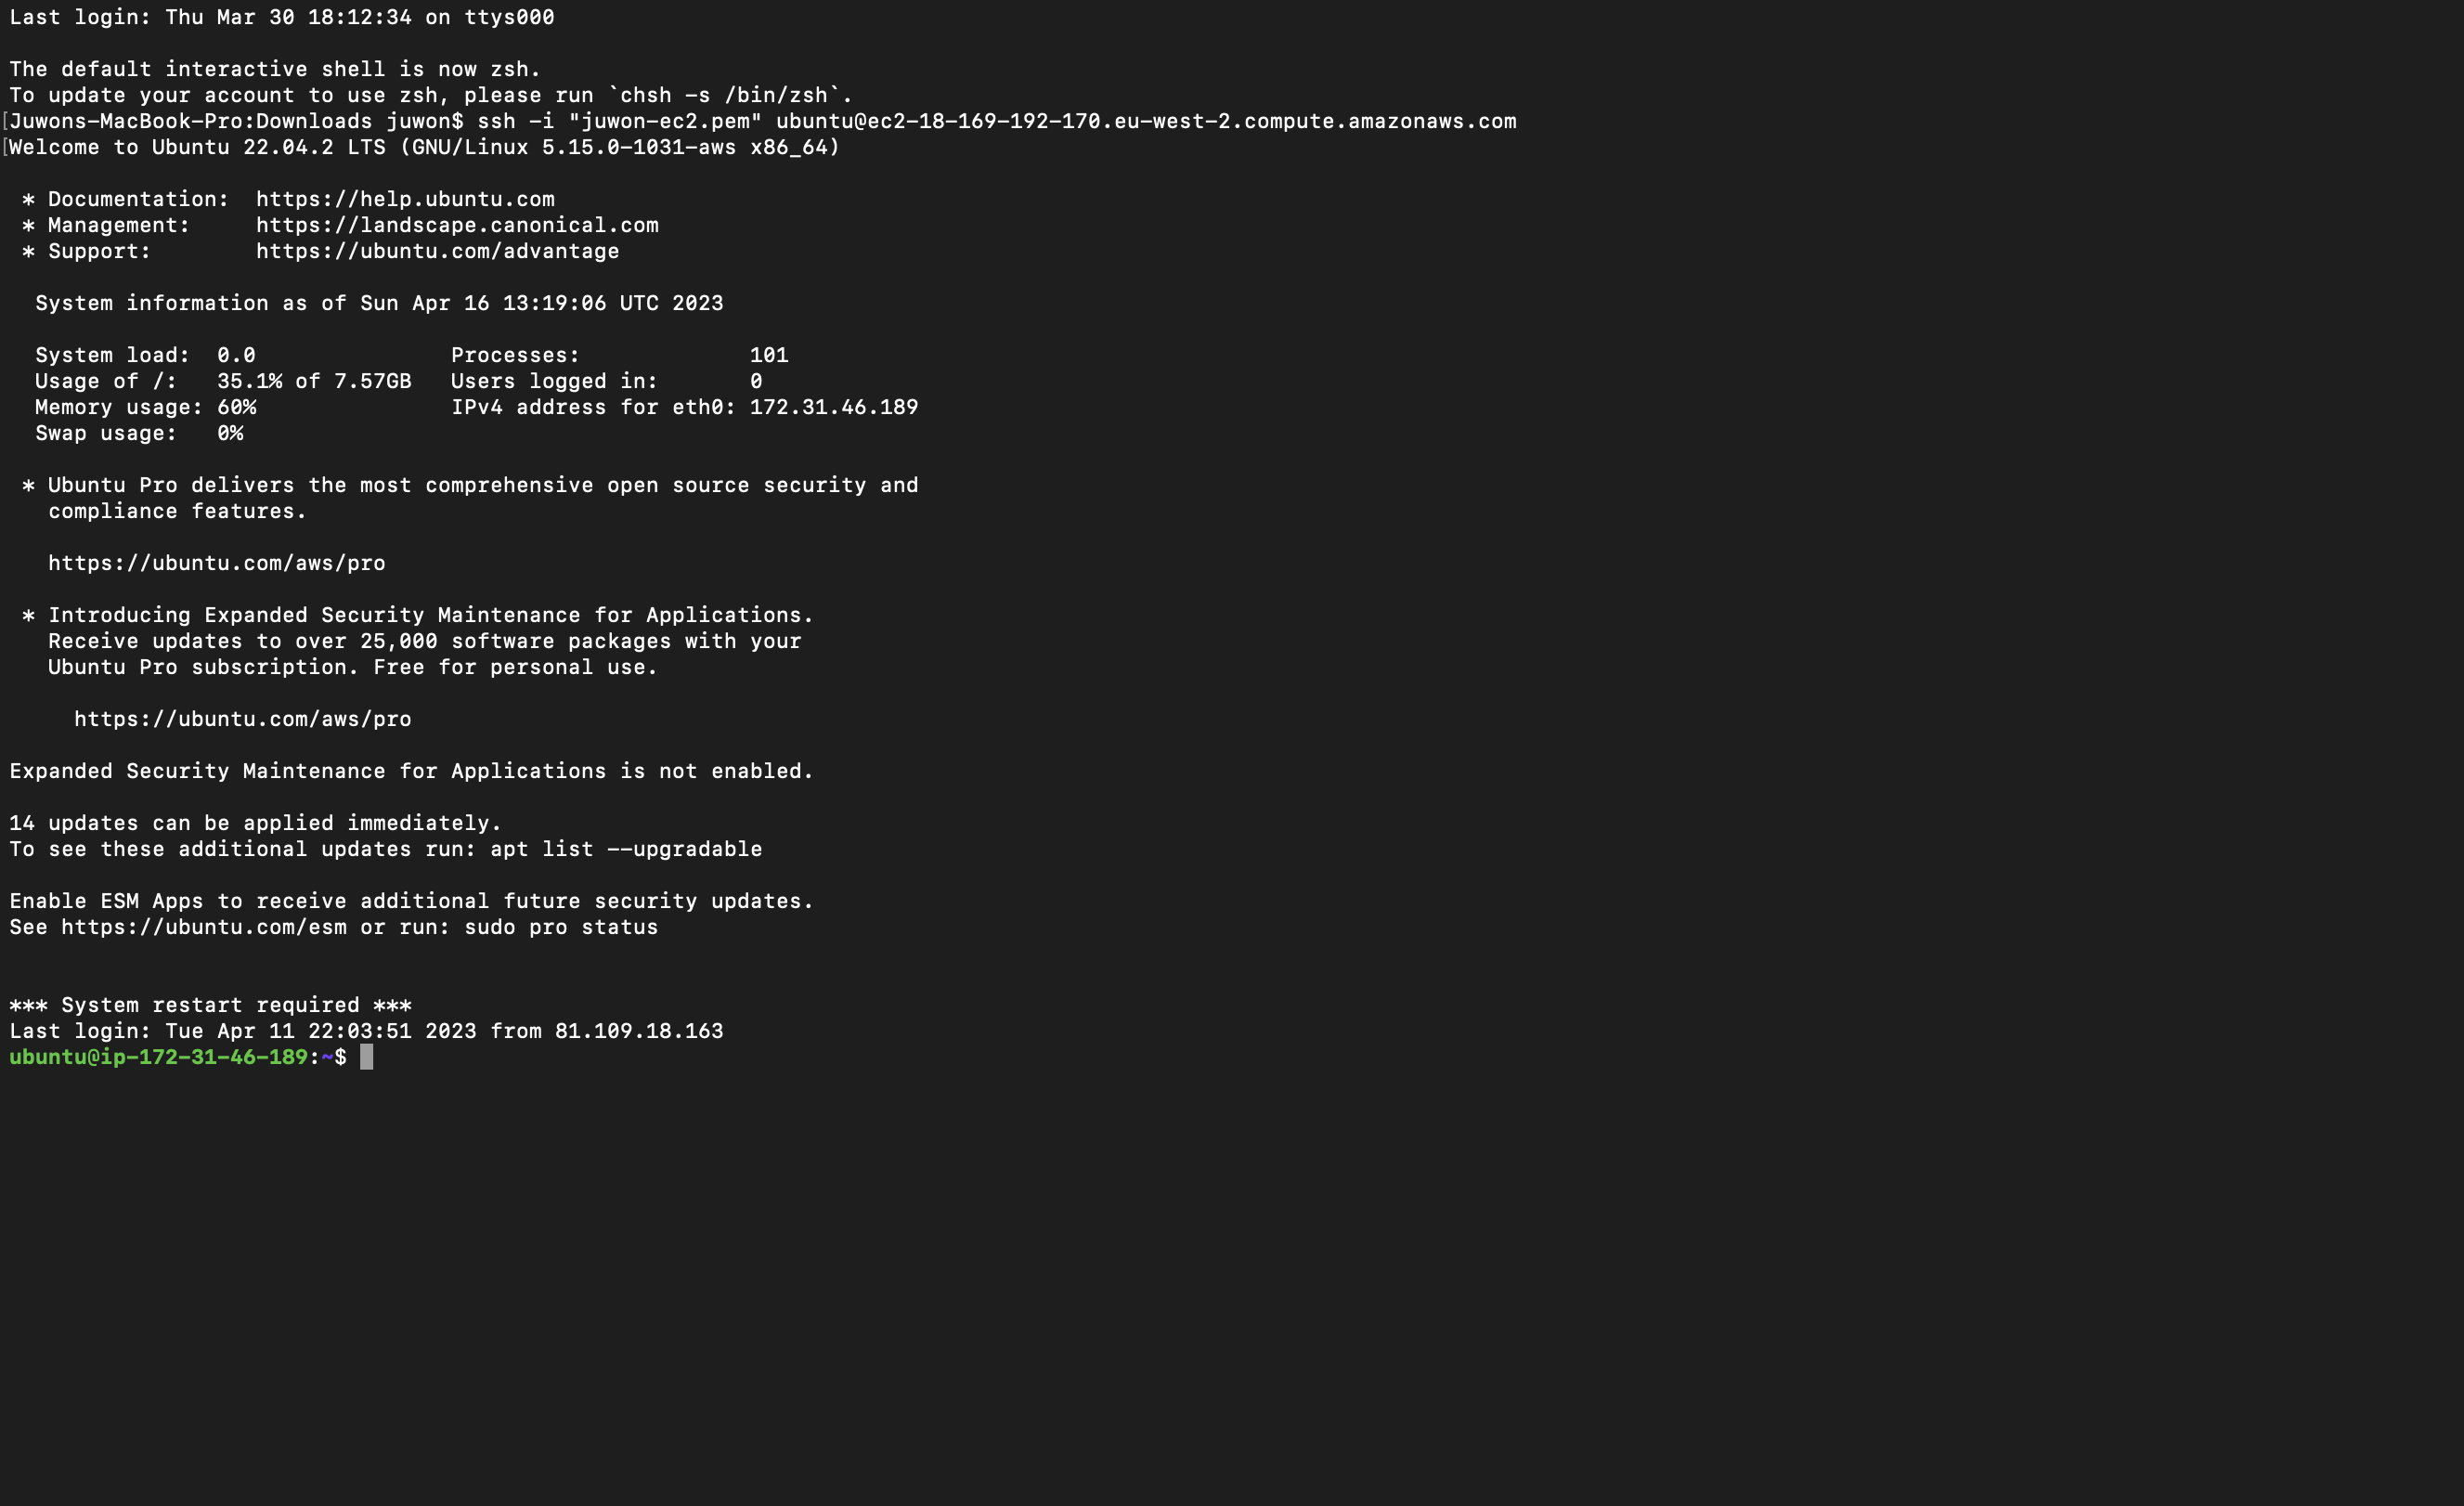 Last login: Thu Mar 30 18:12:34 on ttys000

The default interactive shell is now zsh.
To update your account to use zsh, please run `chsh -s /bin/zsh`.
[Juwons-MacBook-Pro:Downloads juwon$ ssh -i "juwon-ec2.pem" ubuntu@ec2-18-169-192-170.eu-west-2.compute.amazonaws.com
[Welcome to Ubuntu 22.04.2 LTS (GNU/Linux 5.15.0-1031-aws x86_64)

 * Documentation:  https://help.ubuntu.com
 * Management:     https://landscape.canonical.com
 * Support:        https://ubuntu.com/advantage

  System information as of Sun Apr 16 13:19:06 UTC 2023

  System load:  0.0               Processes:             101
  Usage of /:   35.1% of 7.57GB   Users logged in:       0
  Memory usage: 60%               IPv4 address for eth0: 172.31.46.189
  Swap usage:   0%

 * Ubuntu Pro delivers the most comprehensive open source security and
   compliance features.

   https://ubuntu.com/aws/pro

 * Introducing Expanded Security Maintenance for Applications.
   Receive updates to over 25,000 software packages with your
   Ubuntu Pro subscription. Free for personal use.

     https://ubuntu.com/aws/pro

Expanded Security Maintenance for Applications is not enabled.

14 updates can be applied immediately.
To see these additional updates run: apt list --upgradable

Enable ESM Apps to receive additional future security updates.
See https://ubuntu.com/esm or run: sudo pro status


*** System restart required ***
Last login: Tue Apr 11 22:03:51 2023 from 81.109.18.163
ubuntu@ip-172-31-46-189:~$